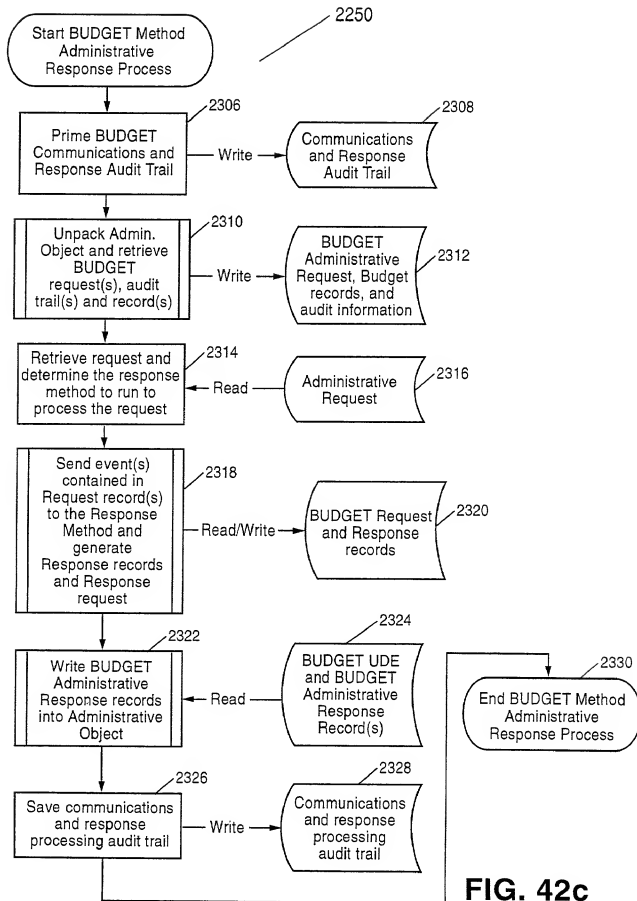 Start BUDGET Method
Administrative
Response Process
2250
2306
Prime BUDGET
Communications and
Response Audit Trail
Write
2308
Communications
and Response
Audit Trail
2310
Unpack Admin.
Object and retrieve
BUDGET
request(s), audit
trail(s) and record(s)
Write
2312
BUDGET
Administrative
Request, Budget
records, and
audit information
2314
Retrieve request and
determine the response
method to run to
process the request
Read
2316
Administrative
Request
2318
Send event(s)
contained in
Request record(s)
to the Response
Method and
generate
Response records
and Response
request
Read/Write
2320
BUDGET Request
and Response
records
2322
Write BUDGET
Administrative
Response records
into Administrative
Object
Read
2324
BUDGET UDE
and BUDGET
Administrative
Response
Record(s)
2326
Save communications
and response
processing audit trail
Write
2328
Communications
and response
processing
audit trail
2330
End BUDGET Method
Administrative
Response Process
FIG. 42c